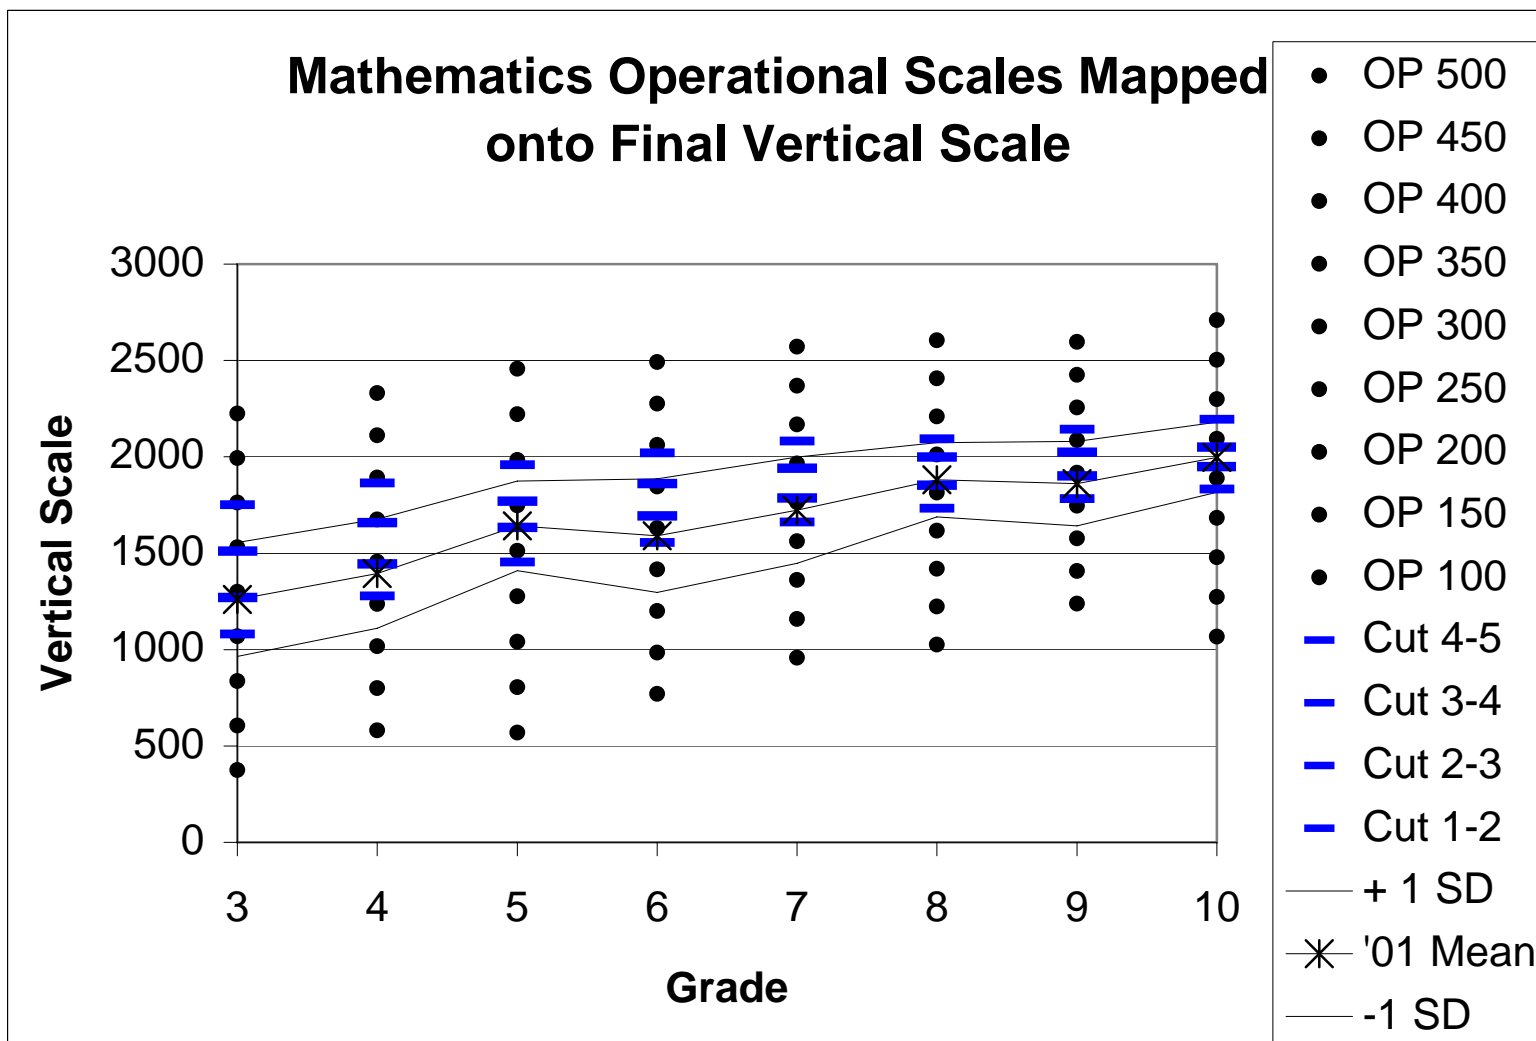 Mathematics Operational Scales Mapped
onto Final Vertical Scale
Vertical Scale
3000
2500
2000
1500
1000
500
0
3 4 5 6 7 8 9 10
Grade
OP 500
OP 450
OP 400
OP 350
OP 300
OP 250
OP 200
OP 150
OP 100
Cut 4-5
Cut 3-4
Cut 2-3
Cut 1-2
+ 1 SD
'01 Mean
-1 SD